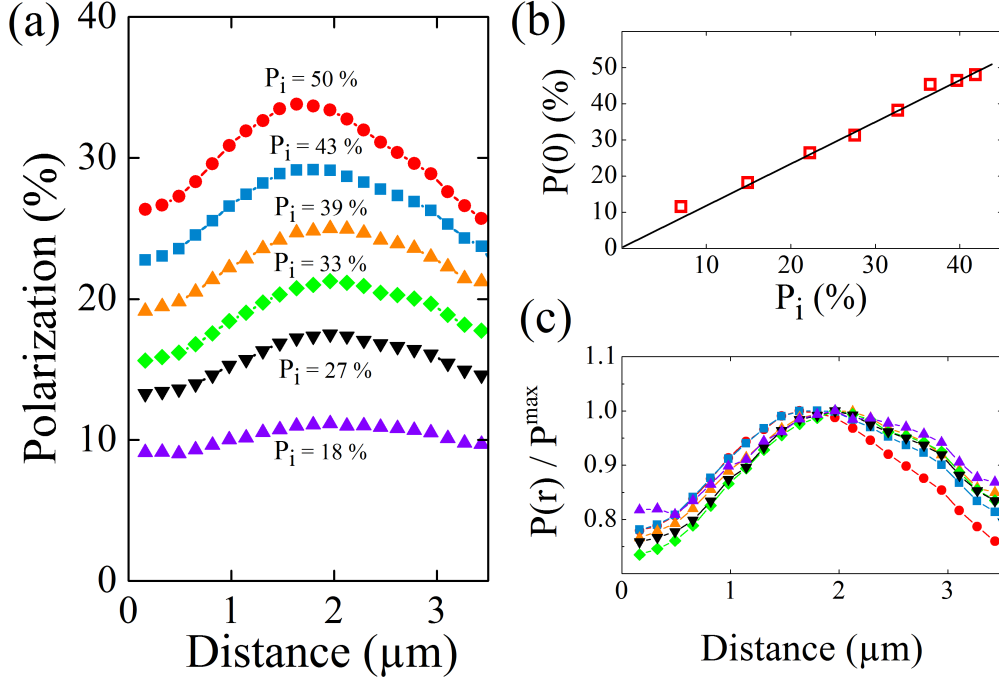 (a)
40
30
20
10
0
Polarization (%)
P_i = 50 %
P_i = 43 %
P_i = 39 %
P_i = 33 %
P_i = 27 %
P_i = 18 %
0 1 2 3
Distance (µm)
(b)
50
40
30
20
10
0
P(0) (%)
10 20 30 40
P_i (%)
(c)
1.1
1.0
0.9
0.8
P(r) / P^max
0 1 2 3
Distance (µm)